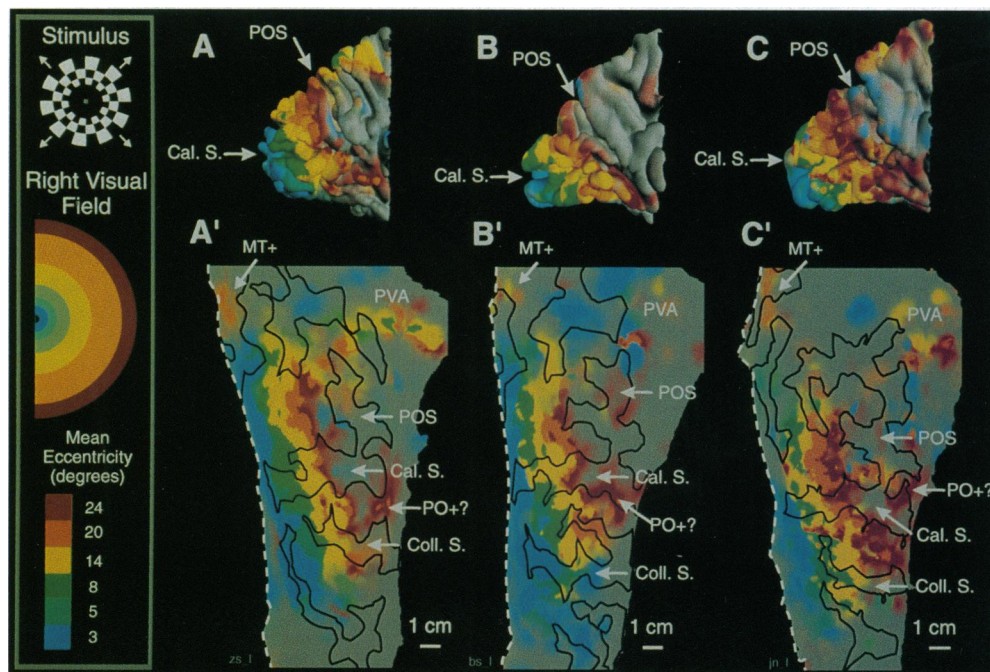 Stimulus
Right Visual
Field
Mean
Eccentricity
(degrees)
24
20
14
8
5
3
A
POS
Cal. S.
B
POS
Cal. S.
C
POS
Cal. S.
A'
MT+
PVA
POS
Cal. S.
PO+?
Coll. S.
1 cm
zs_l
B'
MT+
PVA
POS
Cal. S.
PO+?
Coll. S.
1 cm
bs_l
C'
MT+
PVA
POS
PO+?
Cal. S.
Coll. S.
1 cm
jn_l